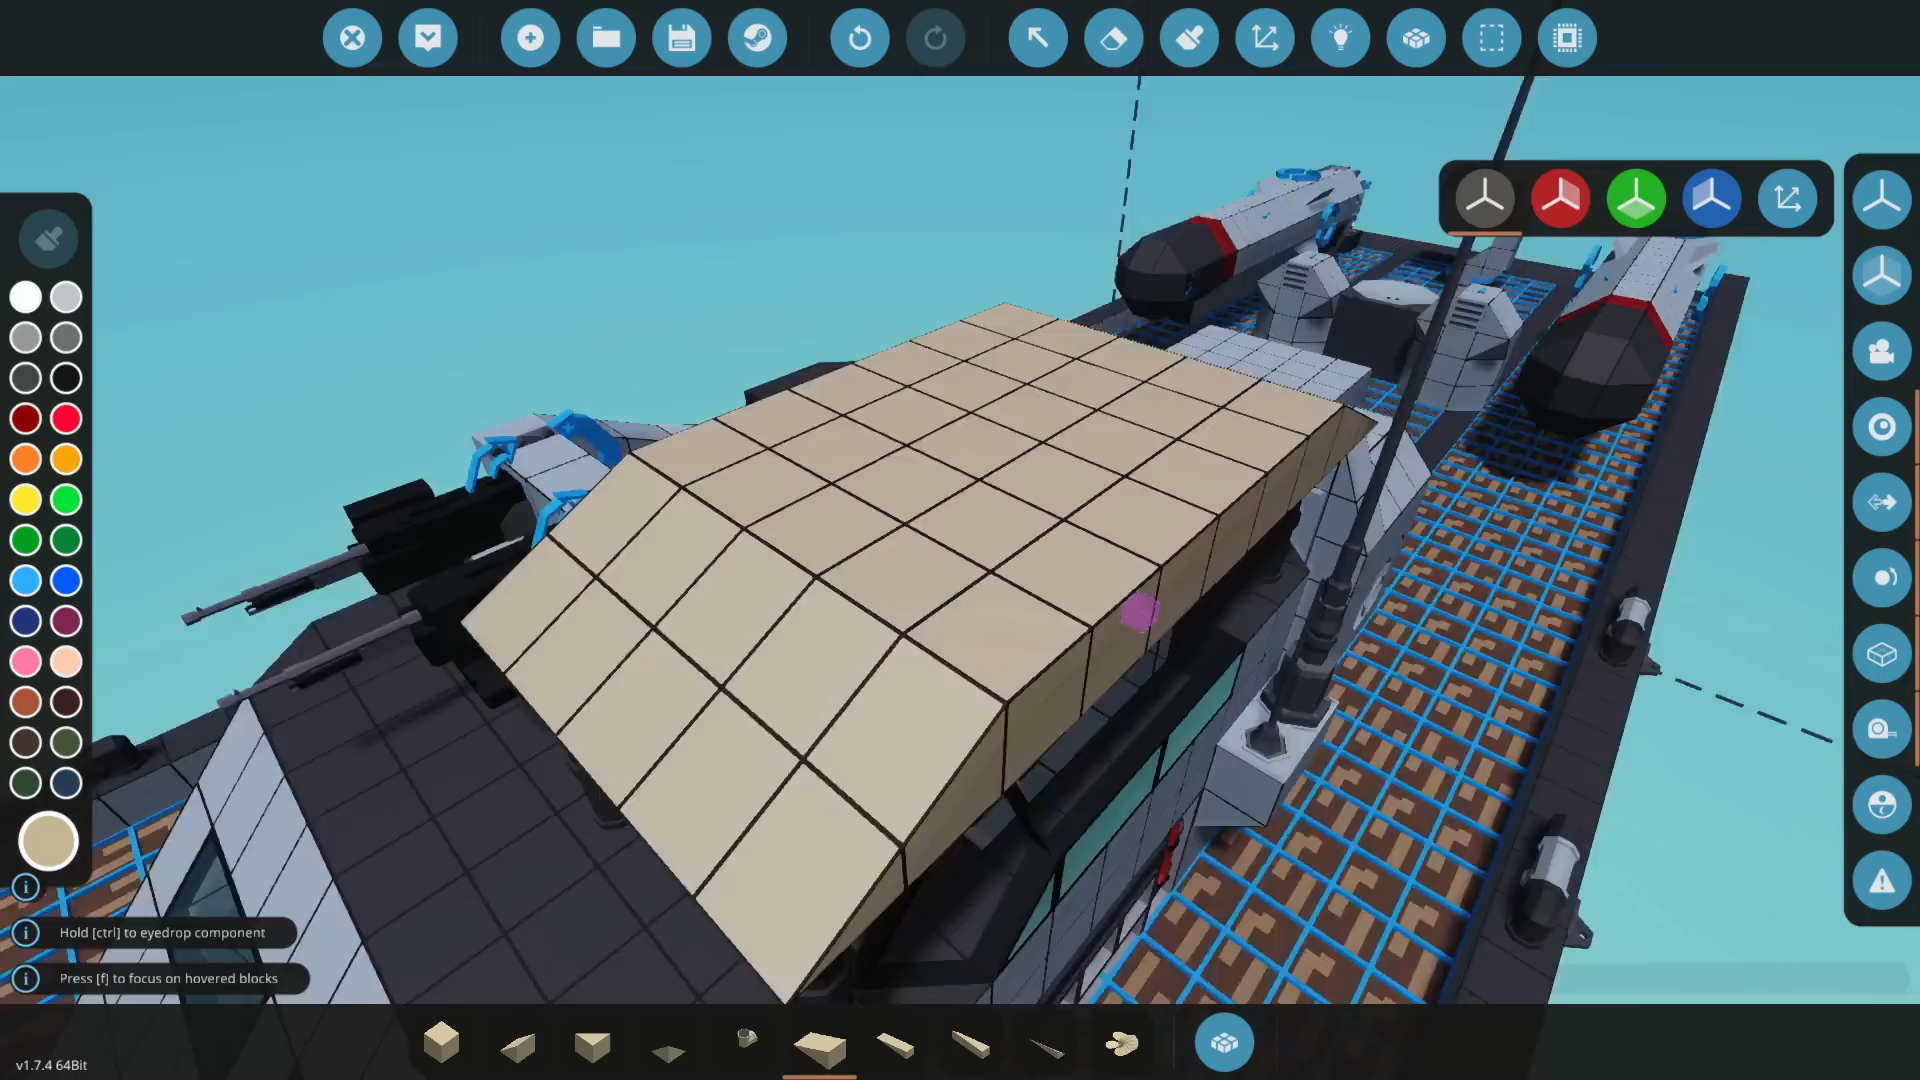 Hold [ctrl] to eyedrop component
Press [f] to focus on hovered blocks
v1.7.4 64Bit